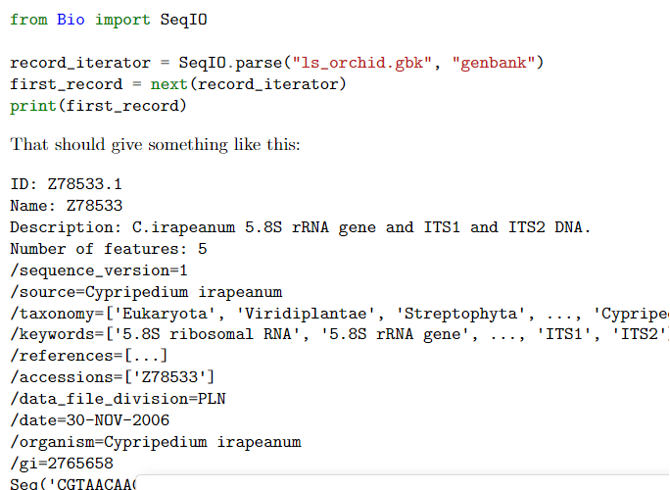 from Bio import SeqIO
record_iterator = SeqIO.parse("ls_orchid.gbk", "genbank")
first_record = next(record_iterator)
print(first_record)
That should give something like this:
ID: Z78533.1
Name: Z78533
Description: C.irapeanum 5.8S rRNA gene and ITS1 and ITS2 DNA.
Number of features: 5
/sequence_version=1
/source=Cypripedium irapeanum
/taxonomy=['Eukaryota', 'Viridiplantae', 'Streptophyta', ..., 'Cypripe
/keywords=['5.8S ribosomal RNA', '5.8S rRNA gene', ..., 'ITS1', 'ITS2']
/references=[...]
/accessions=['Z78533']
/data_file_division=PLN
/date=30-NOV-2006
/organism=Cypripedium irapeanum
/gi=2765658
Seq('CGTAACAA